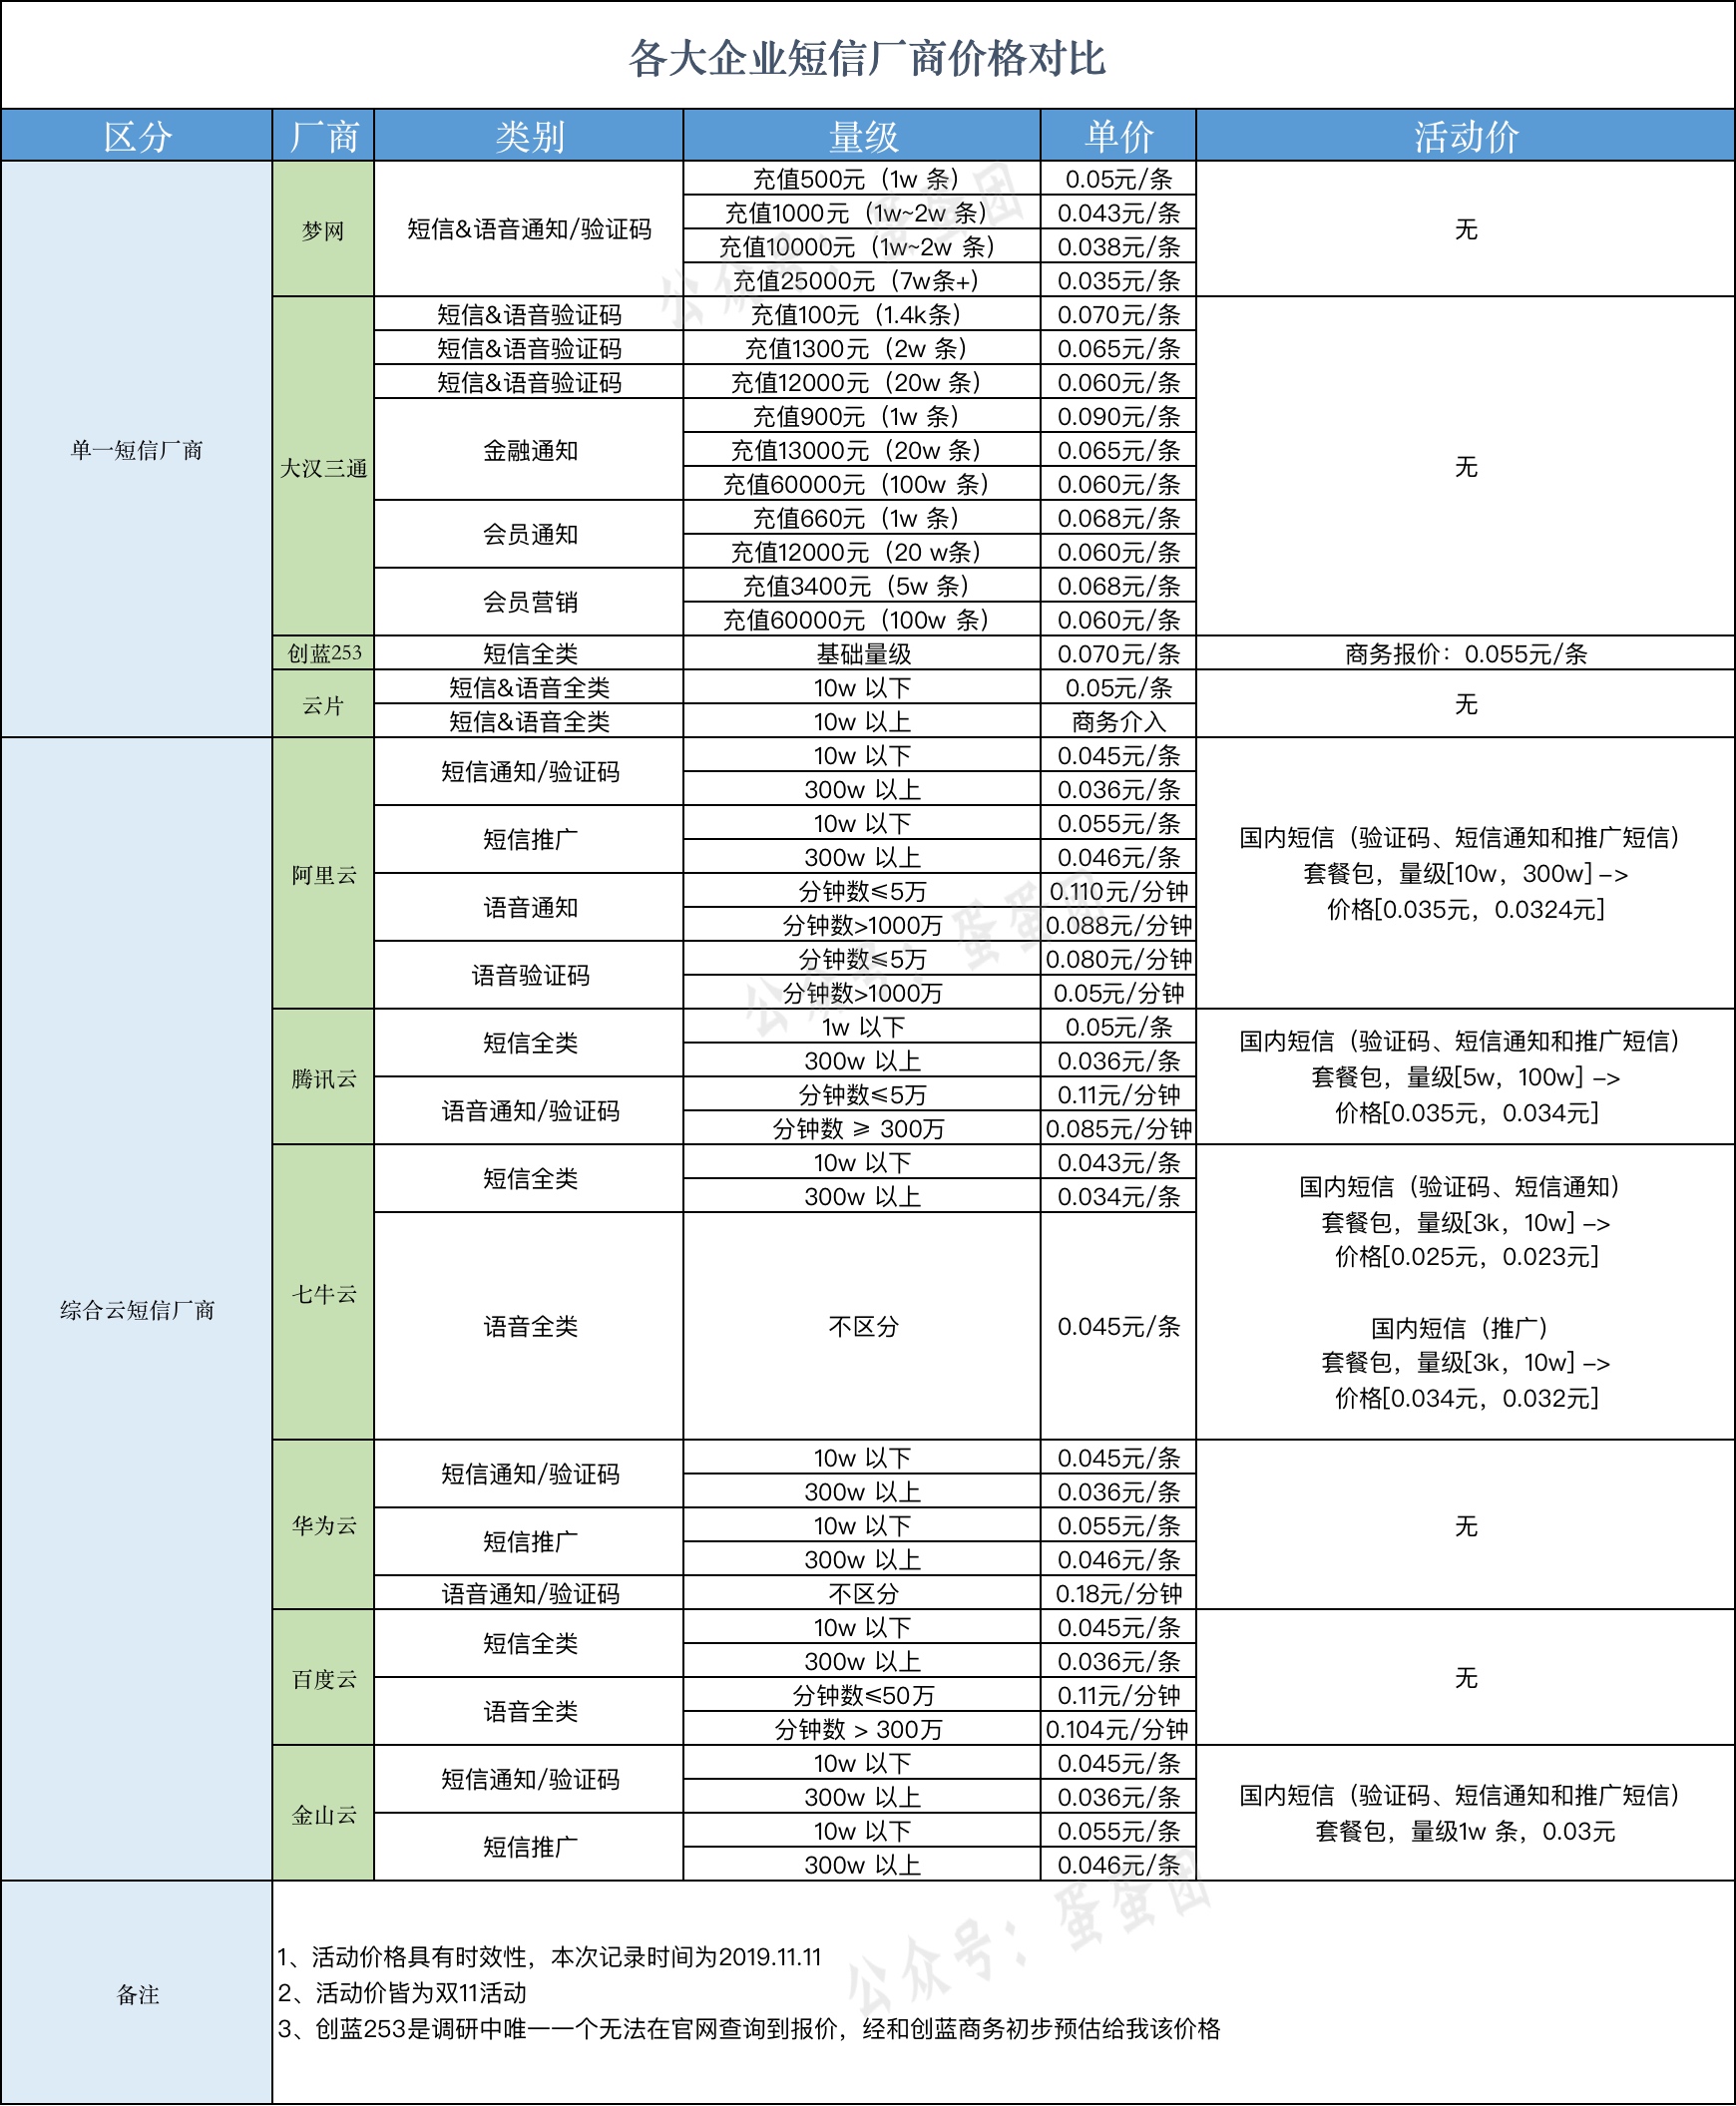 各大企业短信厂商价格对比
区分 厂商 类别 量级 单价 活动价
单一短信厂商
梦网
短信&语音通知/验证码
充值500元（1w 条） 0.05元/条
充值1000元（1w~2w 条） 0.043元/条
充值10000元（1w~2w 条） 0.038元/条
充值25000元（7w条+） 0.035元/条
无
大汉三通
短信&语音验证码 充值100元（1.4k条） 0.070元/条
短信&语音验证码 充值1300元（2w 条） 0.065元/条
短信&语音验证码 充值12000元（20w 条） 0.060元/条
金融通知
充值900元（1w 条） 0.090元/条
充值13000元（20w 条） 0.065元/条
充值60000元（100w 条） 0.060元/条
会员通知
充值660元（1w 条） 0.068元/条
充值12000元（20 w条） 0.060元/条
会员营销
充值3400元（5w 条） 0.068元/条
充值60000元（100w 条） 0.060元/条
无
创蓝253 短信全类 基础量级 0.070元/条 商务报价：0.055元/条
云片
短信&语音全类 10w 以下 0.05元/条
短信&语音全类 10w 以上 商务介入
无
综合云短信厂商
阿里云
短信通知/验证码
10w 以下 0.045元/条
300w 以上 0.036元/条
短信推广
10w 以下 0.055元/条
300w 以上 0.046元/条
语音通知
分钟数≤5万 0.110元/分钟
分钟数>1000万 0.088元/分钟
语音验证码
分钟数≤5万 0.080元/分钟
分钟数>1000万 0.05元/分钟
国内短信（验证码、短信通知和推广短信）
套餐包，量级[10w，300w] –>
价格[0.035元，0.0324元]
腾讯云
短信全类
1w 以下 0.05元/条
300w 以上 0.036元/条
语音通知/验证码
分钟数≤5万 0.11元/分钟
分钟数 ≥ 300万 0.085元/分钟
国内短信（验证码、短信通知和推广短信）
套餐包，量级[5w，100w] –>
价格[0.035元，0.034元]
七牛云
短信全类
10w 以下 0.043元/条
300w 以上 0.034元/条
语音全类 不区分 0.045元/条
国内短信（验证码、短信通知）
套餐包，量级[3k，10w] –>
价格[0.025元，0.023元]
国内短信（推广）
套餐包，量级[3k，10w] –>
价格[0.034元，0.032元]
华为云
短信通知/验证码
10w 以下 0.045元/条
300w 以上 0.036元/条
短信推广
10w 以下 0.055元/条
300w 以上 0.046元/条
语音通知/验证码 不区分 0.18元/分钟
无
百度云
短信全类
10w 以下 0.045元/条
300w 以上 0.036元/条
语音全类
分钟数≤50万 0.11元/分钟
分钟数 > 300万 0.104元/分钟
无
金山云
短信通知/验证码
10w 以下 0.045元/条
300w 以上 0.036元/条
短信推广
10w 以下 0.055元/条
300w 以上 0.046元/条
国内短信（验证码、短信通知和推广短信）
套餐包，量级1w 条，0.03元
备注
1、活动价格具有时效性，本次记录时间为2019.11.11
2、活动价皆为双11活动
3、创蓝253是调研中唯一一个无法在官网查询到报价，经和创蓝商务初步预估给我该价格
公众号：蛋蛋团
公众号：蛋蛋团
公众号：蛋蛋团